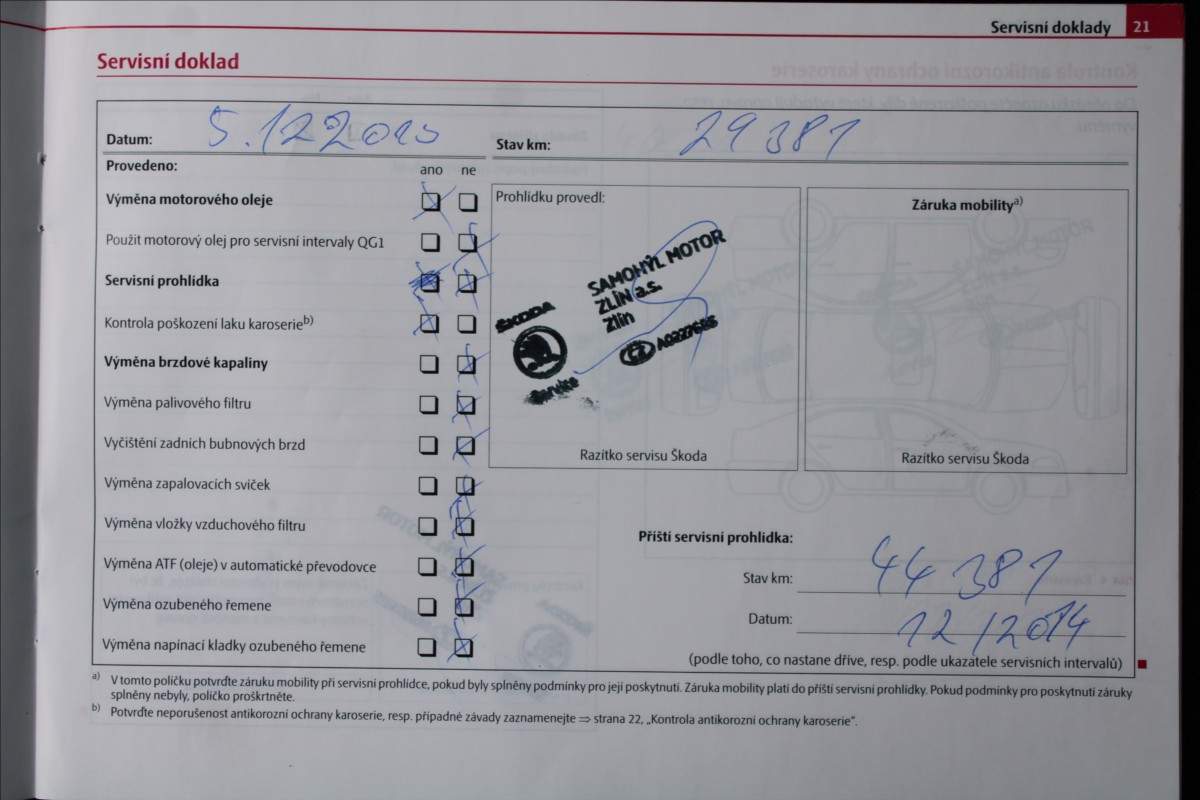 Servisní doklady 21
Servisní doklad
Datum: 5.12 2013 Stav km: 29 381
Provedeno: ano ne
Výměna motorového oleje
Použit motorový olej pro servisní intervaly QG1
Servisní prohlídka
Kontrola poškození laku karoserie b)
Výměna brzdové kapaliny
Výměna palivového filtru
Vyčištění zadních bubnových brzd
Výměna zapalovacích svíček
Výměna vložky vzduchového filtru
Výměna ATF (oleje) v automatické převodovce
Výměna ozubeného řemene
Výměna napínací kladky ozubeného řemene
Prohlídku provedl:
SAMOHÝL MOTOR
ZLÍN a.s.
Zlín
ŠKODA
Service
CZ
Razítko servisu Škoda
Záruka mobility a)
Razítko servisu Škoda
Příští servisní prohlídka:
Stav km: 44 381
Datum: 12/2014
(podle toho, co nastane dříve, resp. podle ukazatele servisních intervalů)
a) V tomto políčku potvrďte záruku mobility při servisní prohlídce, pokud byly splněny podmínky pro její poskytnutí. Záruka mobility platí do příští servisní prohlídky. Pokud podmínky pro poskytnutí záruky
splněny nebyly, políčko proškrtněte.
b) Potvrďte neporušenost antikorozní ochrany karoserie, resp. případné závady zaznamenejte ⇒ strana 22, „Kontrola antikorozní ochrany karoserie“.